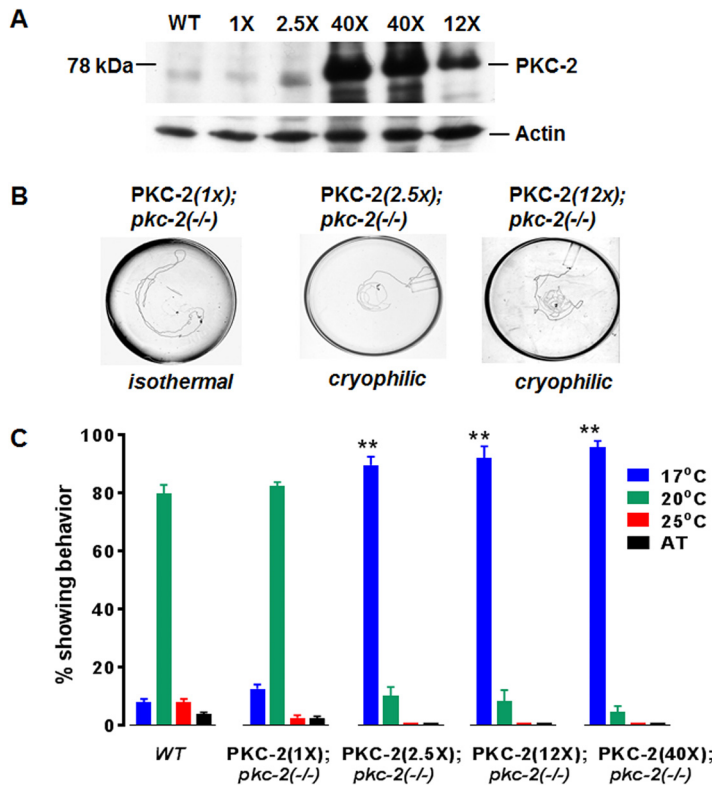 A
WT 1X 2.5X 40X 40X 12X
78 kDa PKC-2
Actin
B
PKC-2(1x); PKC-2(2.5x); PKC-2(12x);
pkc-2(-/-) pkc-2(-/-) pkc-2(-/-)
isothermal cryophilic cryophilic
C
% showing behavior
100
80
60
40
20
0
** ** **
17°C
20°C
25°C
AT
WT PKC-2(1X); PKC-2(2.5X); PKC-2(12X); PKC-2(40X);
pkc-2(-/-) pkc-2(-/-) pkc-2(-/-) pkc-2(-/-)